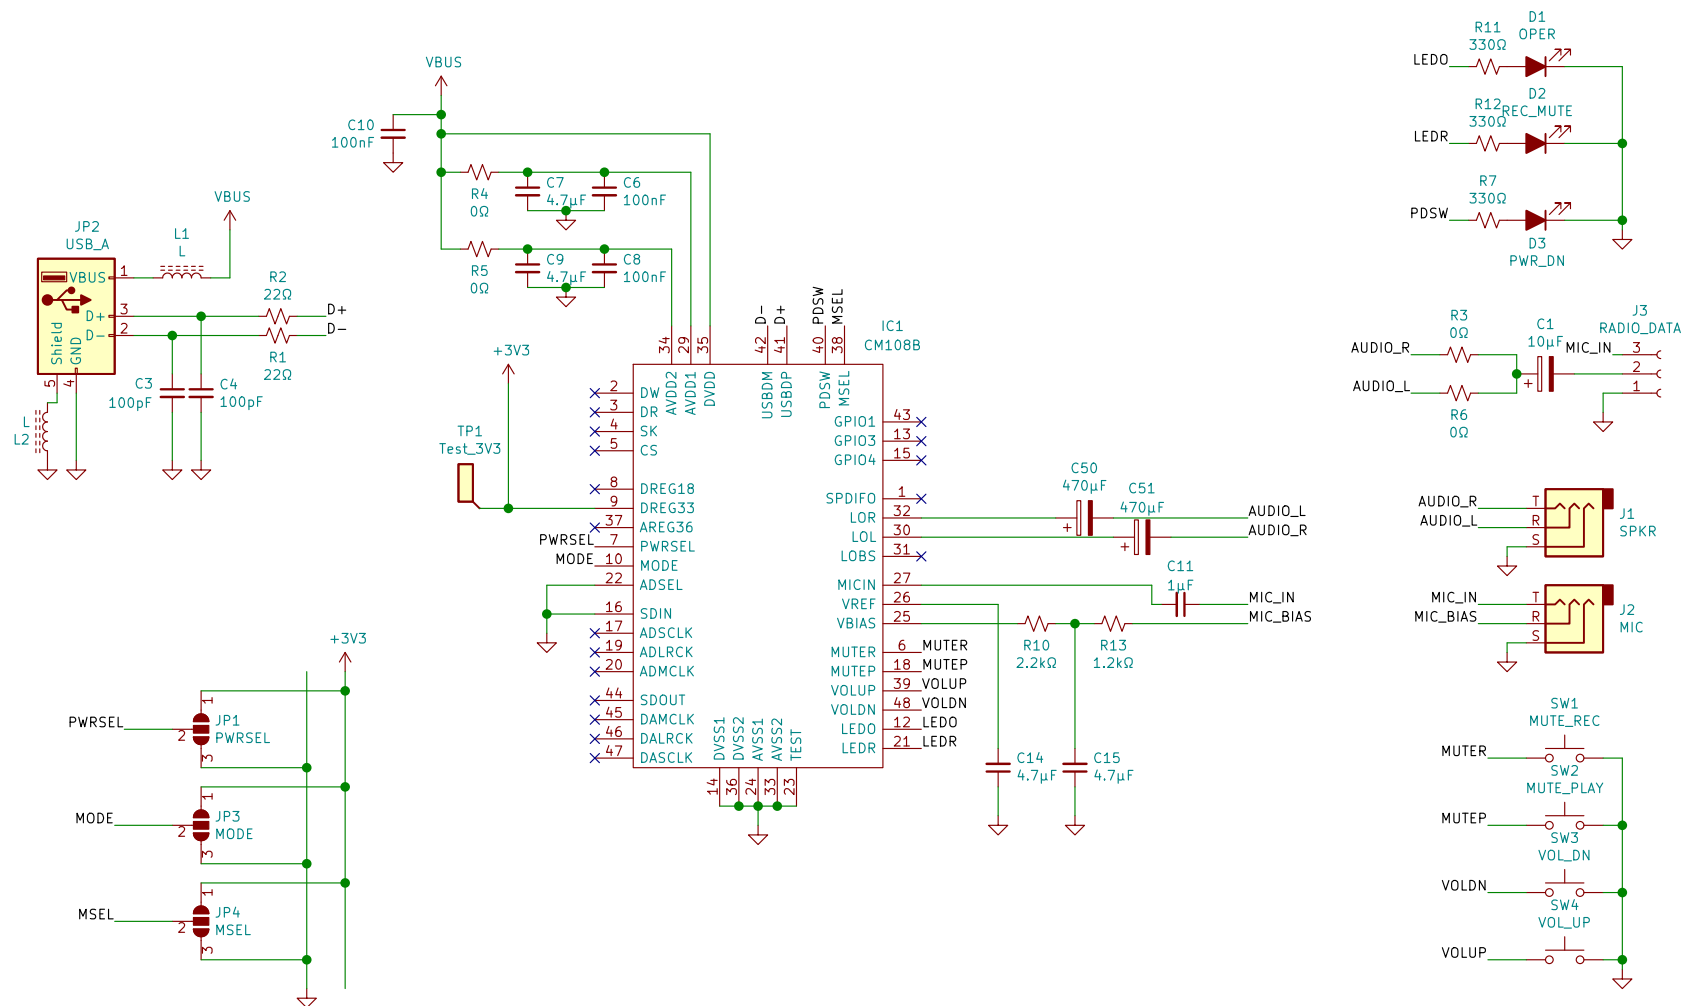 VBUS
C10
100nF
R4
0Ω
C7
4.7µF
C6
100nF
R5
0Ω
C9
4.7µF
C8
100nF
VBUS
JP2
USB_A
L1
L
VBUS
1
D+
3
D-
2
Shield
GND
5
4
R2
22Ω
D+
D-
R1
22Ω
C3
100pF
C4
100pF
L
L2
+3V3
TP1
Test_3V3
IC1
CM108B
34
29
35
42
41
40
38
D-
D+
PDSW
MSEL
AVDD2
AVDD1
DVDD
USBDM
USBDP
PDSW
MSEL
2 DW
3 DR
4 SK
5 CS
8 DREG18
9 DREG33
37 AREG36
PWRSEL 7 PWRSEL
MODE 10 MODE
22 ADSEL
16 SDIN
17 ADSCLK
19 ADLRCK
20 ADMCLK
44 SDOUT
45 DAMCLK
46 DALRCK
47 DASCLK
DVSS1
DVSS2
AVSS1
AVSS2
TEST
14
36
24
33
23
GPIO1 43
GPIO3 13
GPIO4 15
SPDIFO 1
LOR 32
LOL 30
LOBS 31
MICIN 27
VREF 26
VBIAS 25
MUTER 6 MUTER
MUTEP 18 MUTEP
VOLUP 39 VOLUP
VOLDN 48 VOLDN
LEDO 12 LEDO
LEDR 21 LEDR
C50
470µF
+
C51
470µF
+
AUDIO_L
AUDIO_R
C11
1µF
MIC_IN
MIC_BIAS
R10
2.2kΩ
R13
1.2kΩ
C14
4.7µF
C15
4.7µF
+3V3
PWRSEL
1
2
3
JP1
PWRSEL
MODE
1
2
3
JP3
MODE
MSEL
1
2
3
JP4
MSEL
LEDO
R11
330Ω
D1
OPER
LEDR
R12
330Ω
D2
REC_MUTE
PDSW
R7
330Ω
D3
PWR_DN
AUDIO_R
R3
0Ω
AUDIO_L
R6
0Ω
C1
10µF
+
J3
RADIO_DATA
MIC_IN
3
2
1
AUDIO_R
AUDIO_L
T
R
S
J1
SPKR
MIC_IN
MIC_BIAS
T
R
S
J2
MIC
SW1
MUTE_REC
MUTER
SW2
MUTE_PLAY
MUTEP
SW3
VOL_DN
VOLDN
SW4
VOL_UP
VOLUP